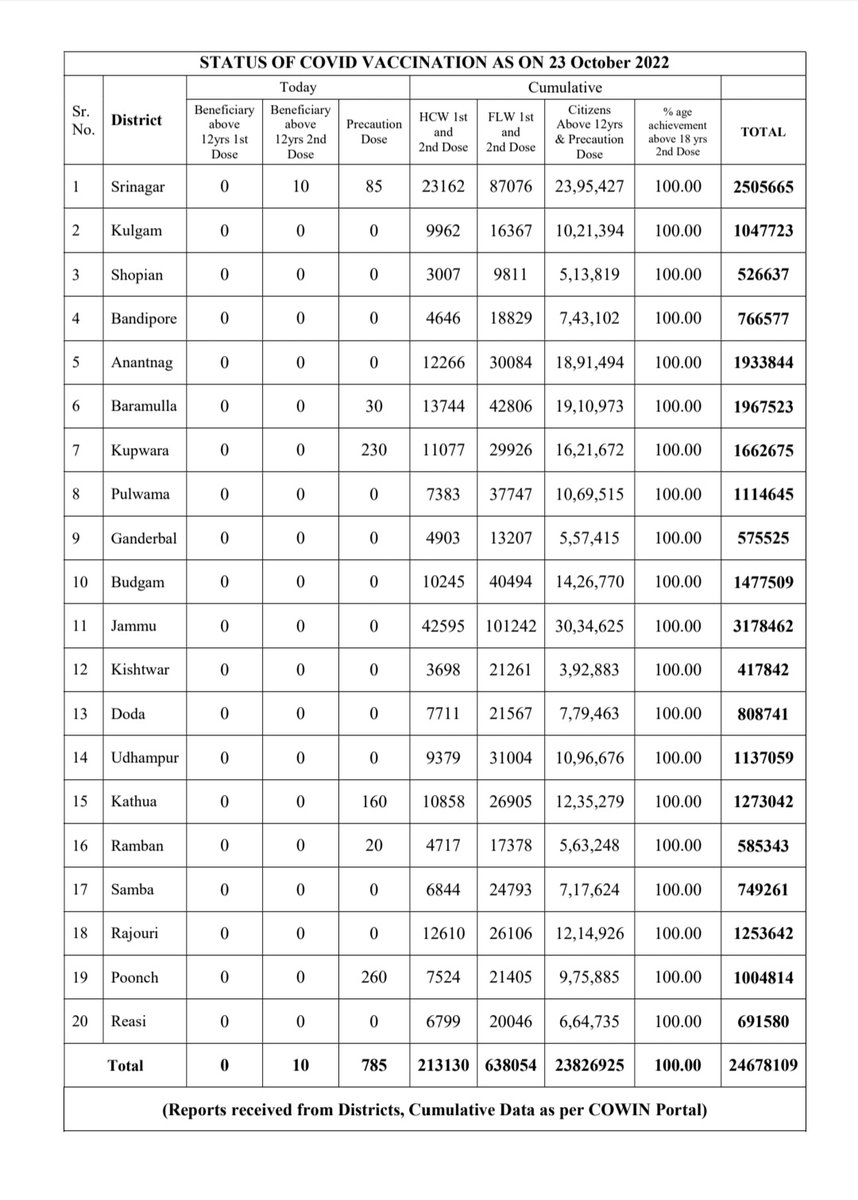 STATUS OF COVID VACCINATION AS ON 23 October 2022
Sr. No. District Today Cumulative
Beneficiary above 12yrs 1st Dose Beneficiary above 12yrs 2nd Dose Precaution Dose HCW 1st and 2nd Dose FLW 1st and 2nd Dose Citizens Above 12yrs & Precaution Dose % age achievement above 18 yrs 2nd Dose TOTAL
1 Srinagar 0 10 85 23162 87076 23,95,427 100.00 2505665
2 Kulgam 0 0 0 9962 16367 10,21,394 100.00 1047723
3 Shopian 0 0 0 3007 9811 5,13,819 100.00 526637
4 Bandipore 0 0 0 4646 18829 7,43,102 100.00 766577
5 Anantnag 0 0 0 12266 30084 18,91,494 100.00 1933844
6 Baramulla 0 0 30 13744 42806 19,10,973 100.00 1967523
7 Kupwara 0 0 230 11077 29926 16,21,672 100.00 1662675
8 Pulwama 0 0 0 7383 37747 10,69,515 100.00 1114645
9 Ganderbal 0 0 0 4903 13207 5,57,415 100.00 575525
10 Budgam 0 0 0 10245 40494 14,26,770 100.00 1477509
11 Jammu 0 0 0 42595 101242 30,34,625 100.00 3178462
12 Kishtwar 0 0 0 3698 21261 3,92,883 100.00 417842
13 Doda 0 0 0 7711 21567 7,79,463 100.00 808741
14 Udhampur 0 0 0 9379 31004 10,96,676 100.00 1137059
15 Kathua 0 0 160 10858 26905 12,35,279 100.00 1273042
16 Ramban 0 0 20 4717 17378 5,63,248 100.00 585343
17 Samba 0 0 0 6844 24793 7,17,624 100.00 749261
18 Rajouri 0 0 0 12610 26106 12,14,926 100.00 1253642
19 Poonch 0 0 260 7524 21405 9,75,885 100.00 1004814
20 Reasi 0 0 0 6799 20046 6,64,735 100.00 691580
Total 0 10 785 213130 638054 23826925 100.00 24678109
(Reports received from Districts, Cumulative Data as per COWIN Portal)